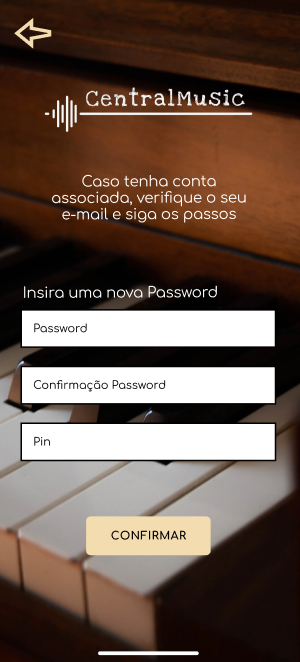 CentralMusic
Caso tenha conta
associada, verifique o seu
e-mail e siga os passos
Insira uma nova Password
Password
Confirmação Password
Pin
CONFIRMAR